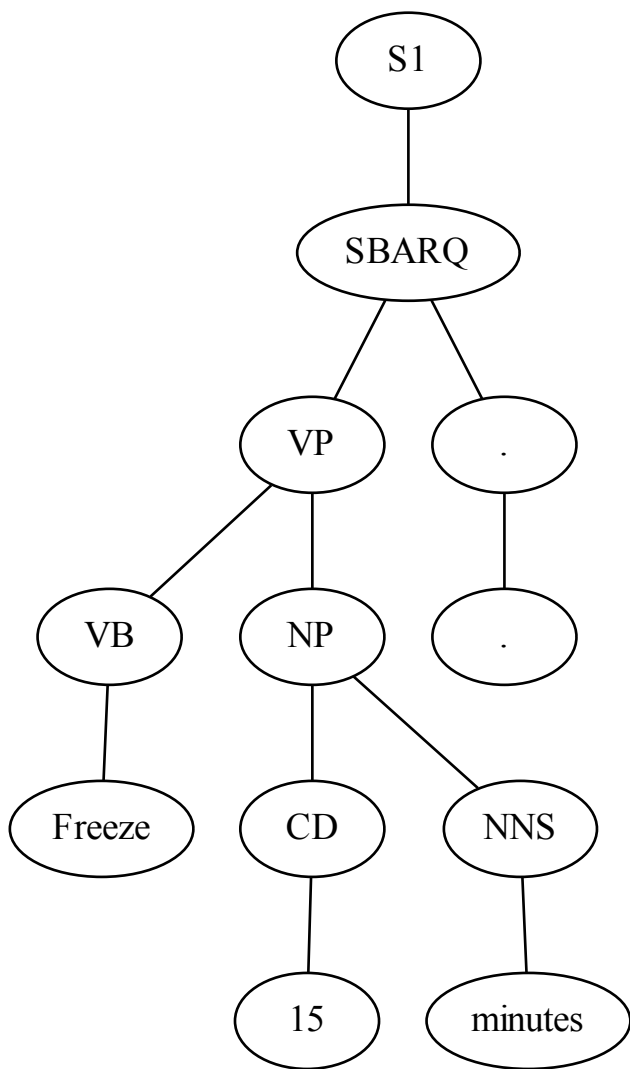 S1
SBARQ
VP .
VB NP .
Freeze CD NNS
15 minutes